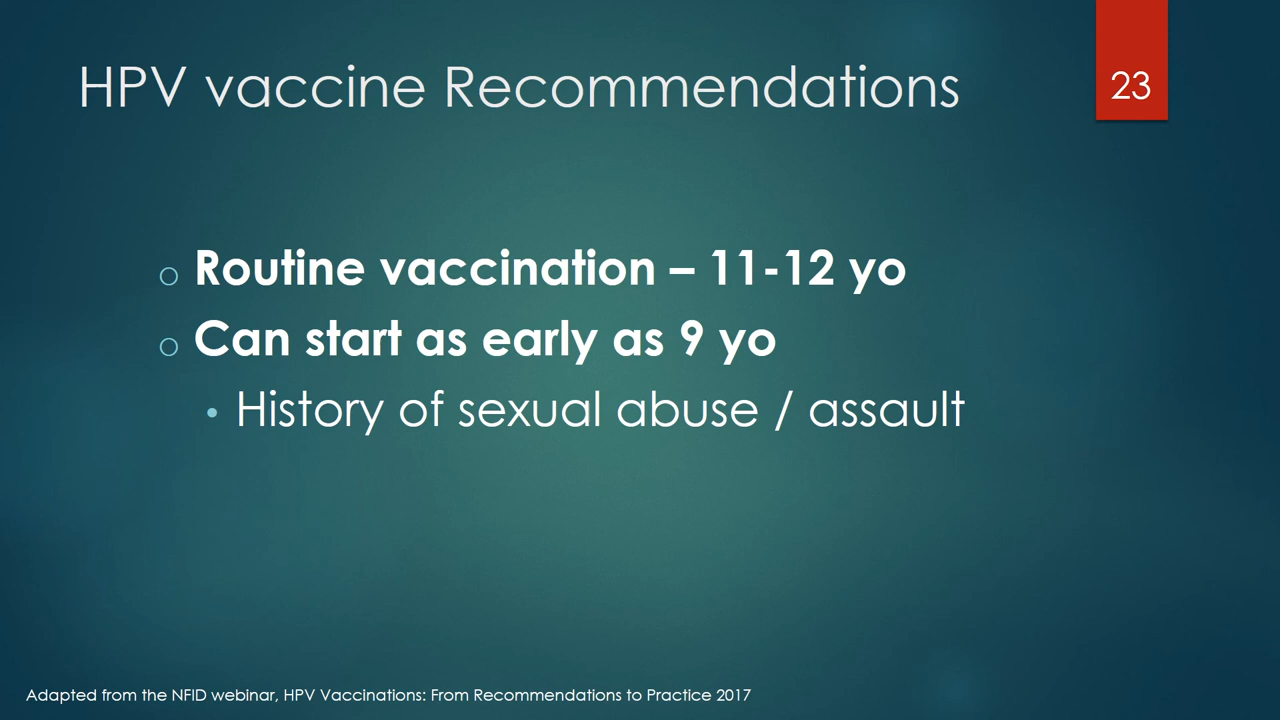 HPV vaccine Recommendations
23
o Routine vaccination – 11-12 yo
o Can start as early as 9 yo
• History of sexual abuse / assault
Adapted from the NFID webinar, HPV Vaccinations: From Recommendations to Practice 2017